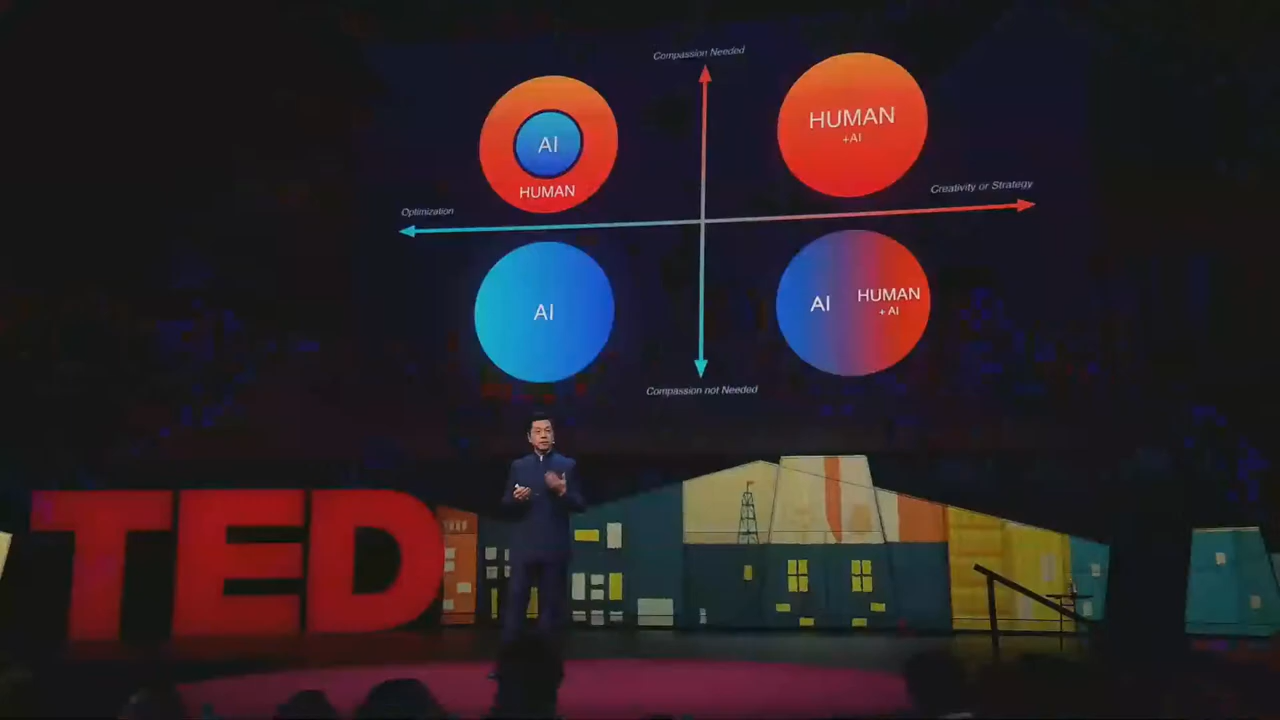 Compassion Needed
AI
HUMAN
HUMAN
+AI
Optimization
Creativity or Strategy
AI
AI
HUMAN
+ AI
Compassion not Needed
TED